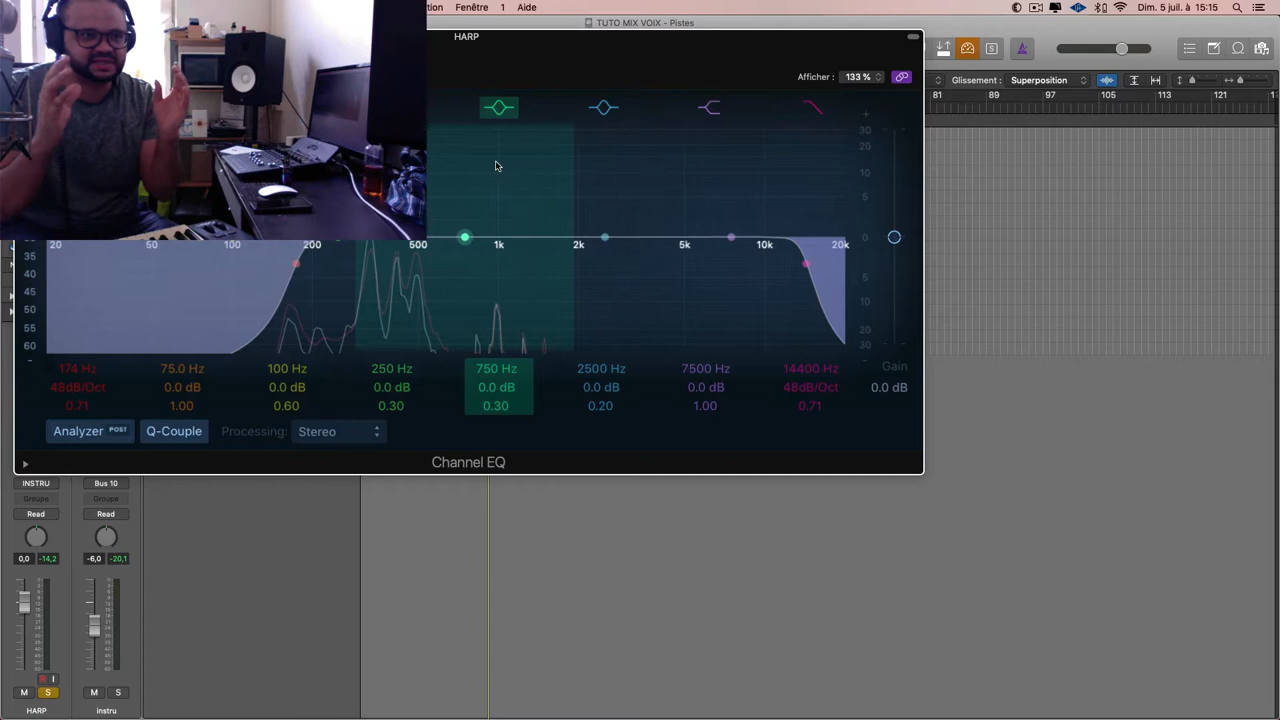 tion Fenêtre 1 Aide Dim. 5 juil. à 15:15
TUTO MIX VOIX - Pistes
HARP
Afficher : 133 %
S
Glissement : Superposition
81 89 97 105 113 121
+
30
20
10
5
0
5
10
20
30
-
20 50 100 200 500 1k 2k 5k 10k 20k
35
40
45
50
55
60
-
174 Hz 75.0 Hz 100 Hz 250 Hz 750 Hz 2500 Hz 7500 Hz 14400 Hz Gain
48dB/Oct 0.0 dB 0.0 dB 0.0 dB 0.0 dB 0.0 dB 0.0 dB 48dB/Oct 0.0 dB
0.71 1.00 0.60 0.30 0.30 0.20 1.00 0.71
Analyzer POST Q-Couple Processing: Stereo
Channel EQ
INSTRU Bus 10
Groupe Groupe
Read Read
0,0 -14,2 -6,0 -20,1
R I
M S M S
HARP instru